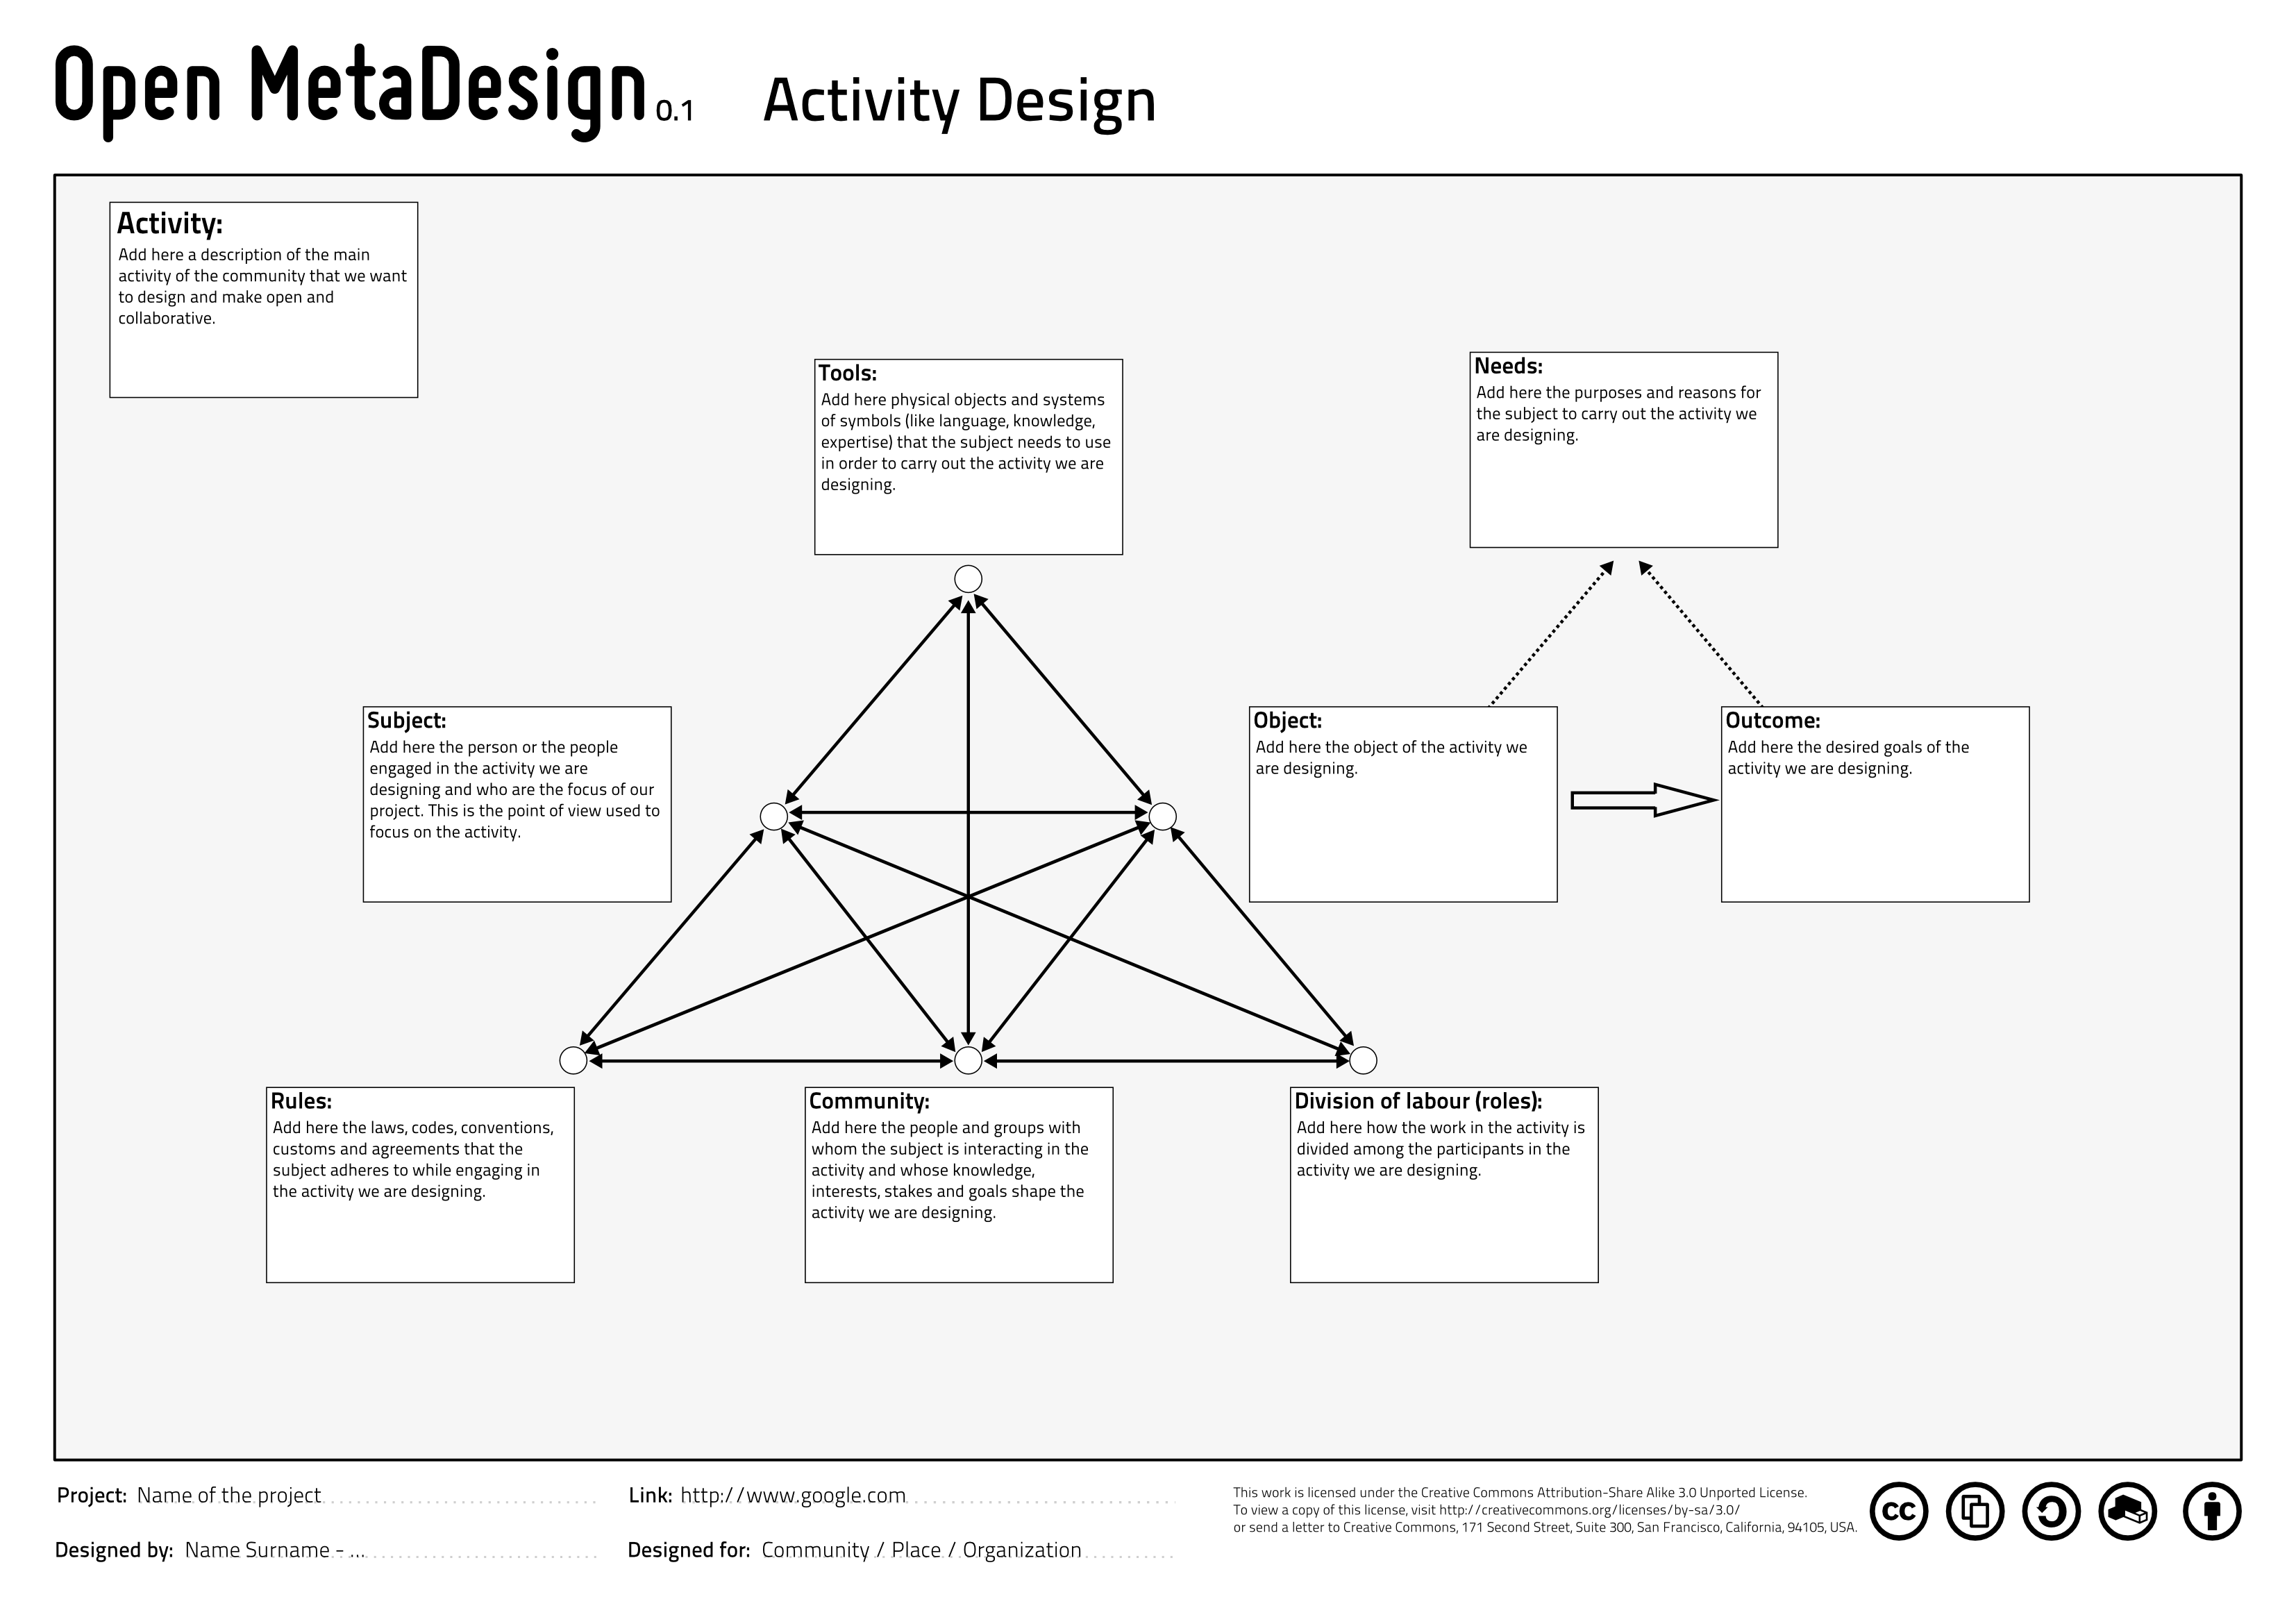 Open MetaDesign 0.1 Activity Design
Activity:
Add here a description of the main
activity of the community that we want
to design and make open and
collaborative.
Tools:
Add here physical objects and systems
of symbols (like language, knowledge,
expertise) that the subject needs to use
in order to carry out the activity we are
designing.
Needs:
Add here the purposes and reasons for
the subject to carry out the activity we
are designing.
Subject:
Add here the person or the people
engaged in the activity we are
designing and who are the focus of our
project. This is the point of view used to
focus on the activity.
Object:
Add here the object of the activity we
are designing.
Outcome:
Add here the desired goals of the
activity we are designing.
Rules:
Add here the laws, codes, conventions,
customs and agreements that the
subject adheres to while engaging in
the activity we are designing.
Community:
Add here the people and groups with
whom the subject is interacting in the
activity and whose knowledge,
interests, stakes and goals shape the
activity we are designing.
Division of labour (roles):
Add here how the work in the activity is
divided among the participants in the
activity we are designing.
Project: Name of the project
Link: http://www.google.com
Designed by: Name Surname - ...
Designed for: Community / Place / Organization
This work is licensed under the Creative Commons Attribution-Share Alike 3.0 Unported License.
To view a copy of this license, visit http://creativecommons.org/licenses/by-sa/3.0/
or send a letter to Creative Commons, 171 Second Street, Suite 300, San Francisco, California, 94105, USA.
cc